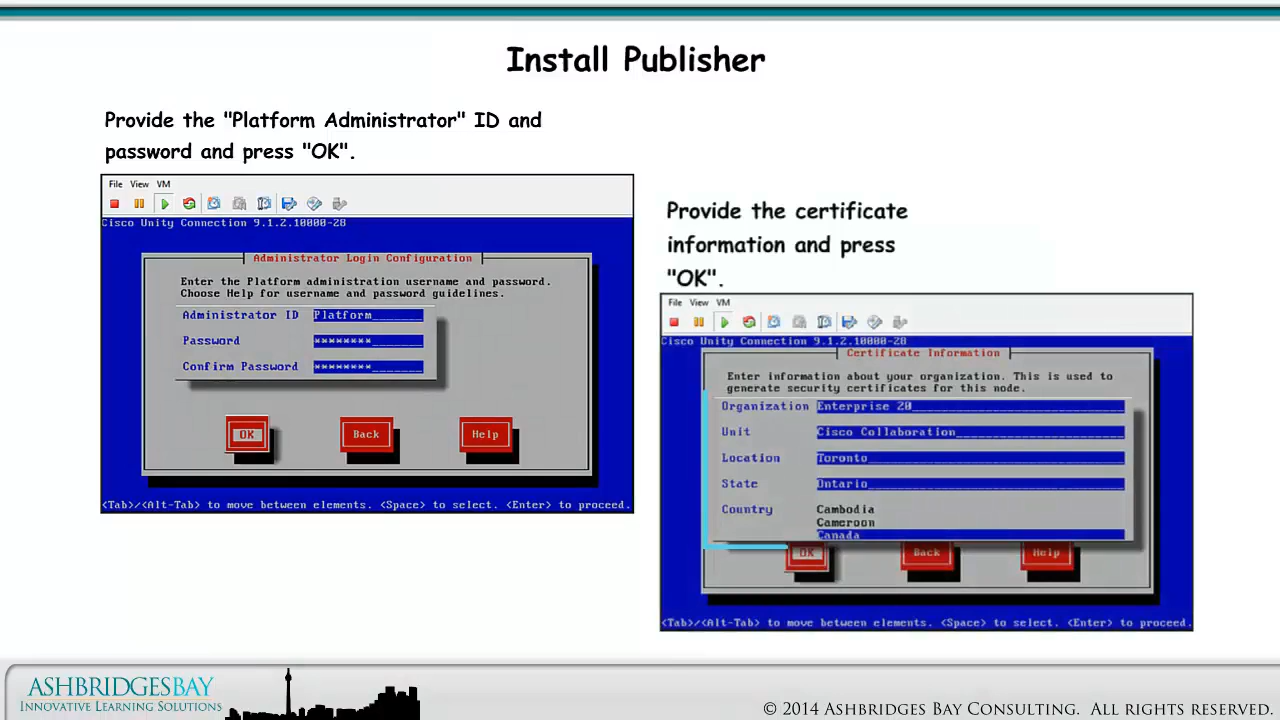 Install Publisher
Provide the "Platform Administrator" ID and
password and press "OK".
File View VM
Cisco Unity Connection 9.1.2.10000-28
Administrator Login Configuration
Enter the Platform administration username and password.
Choose Help for username and password guidelines.
Administrator ID Platform_______
Password ********_______
Confirm Password ********_______
OK Back Help
<Tab>/<Alt-Tab> to move between elements. <Space> to select. <Enter> to proceed.
Provide the certificate
information and press
"OK".
File View VM
Cisco Unity Connection 9.1.2.10000-28
Certificate Information
Enter information about your organization. This is used to
generate security certificates for this node.
Organization Enterprise 20
Unit Cisco Collaboration
Location Toronto
State Ontario
Country Cambodia
Cameroon
Canada
OK Back Help
<Tab>/<Alt-Tab> to move between elements. <Space> to select. <Enter> to proceed.
ASHBRIDGESBAY
INNOVATIVE LEARNING SOLUTIONS
© 2014 ASHBRIDGES BAY CONSULTING. ALL RIGHTS RESERVED.